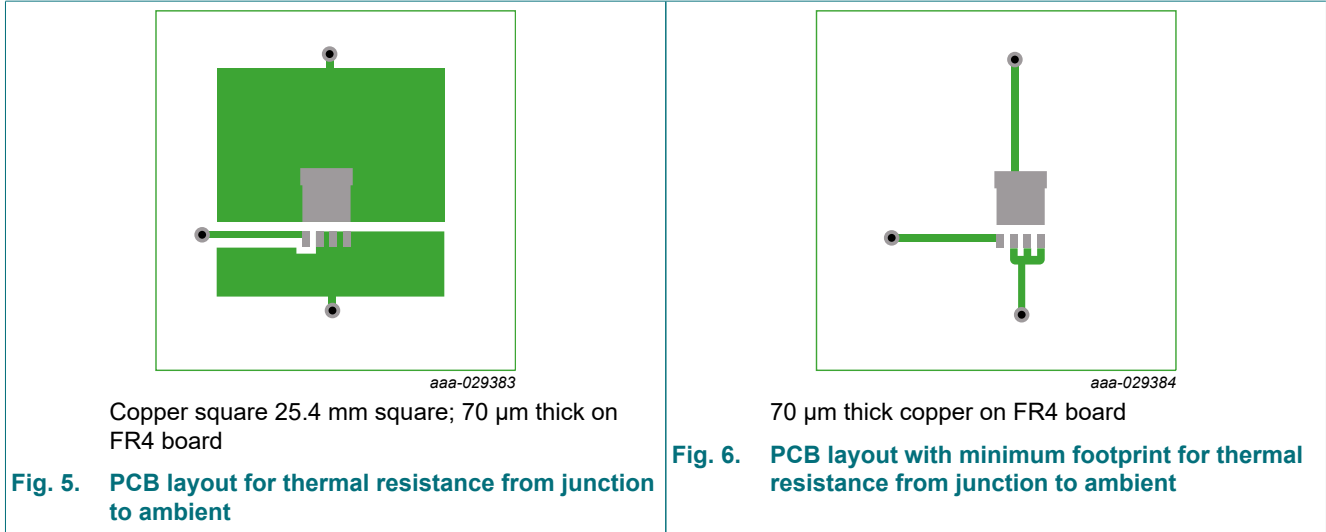 aaa-029383
Copper square 25.4 mm square; 70 μm thick on
FR4 board
Fig. 5. PCB layout for thermal resistance from junction
to ambient
aaa-029384
70 μm thick copper on FR4 board
Fig. 6. PCB layout with minimum footprint for thermal
resistance from junction to ambient